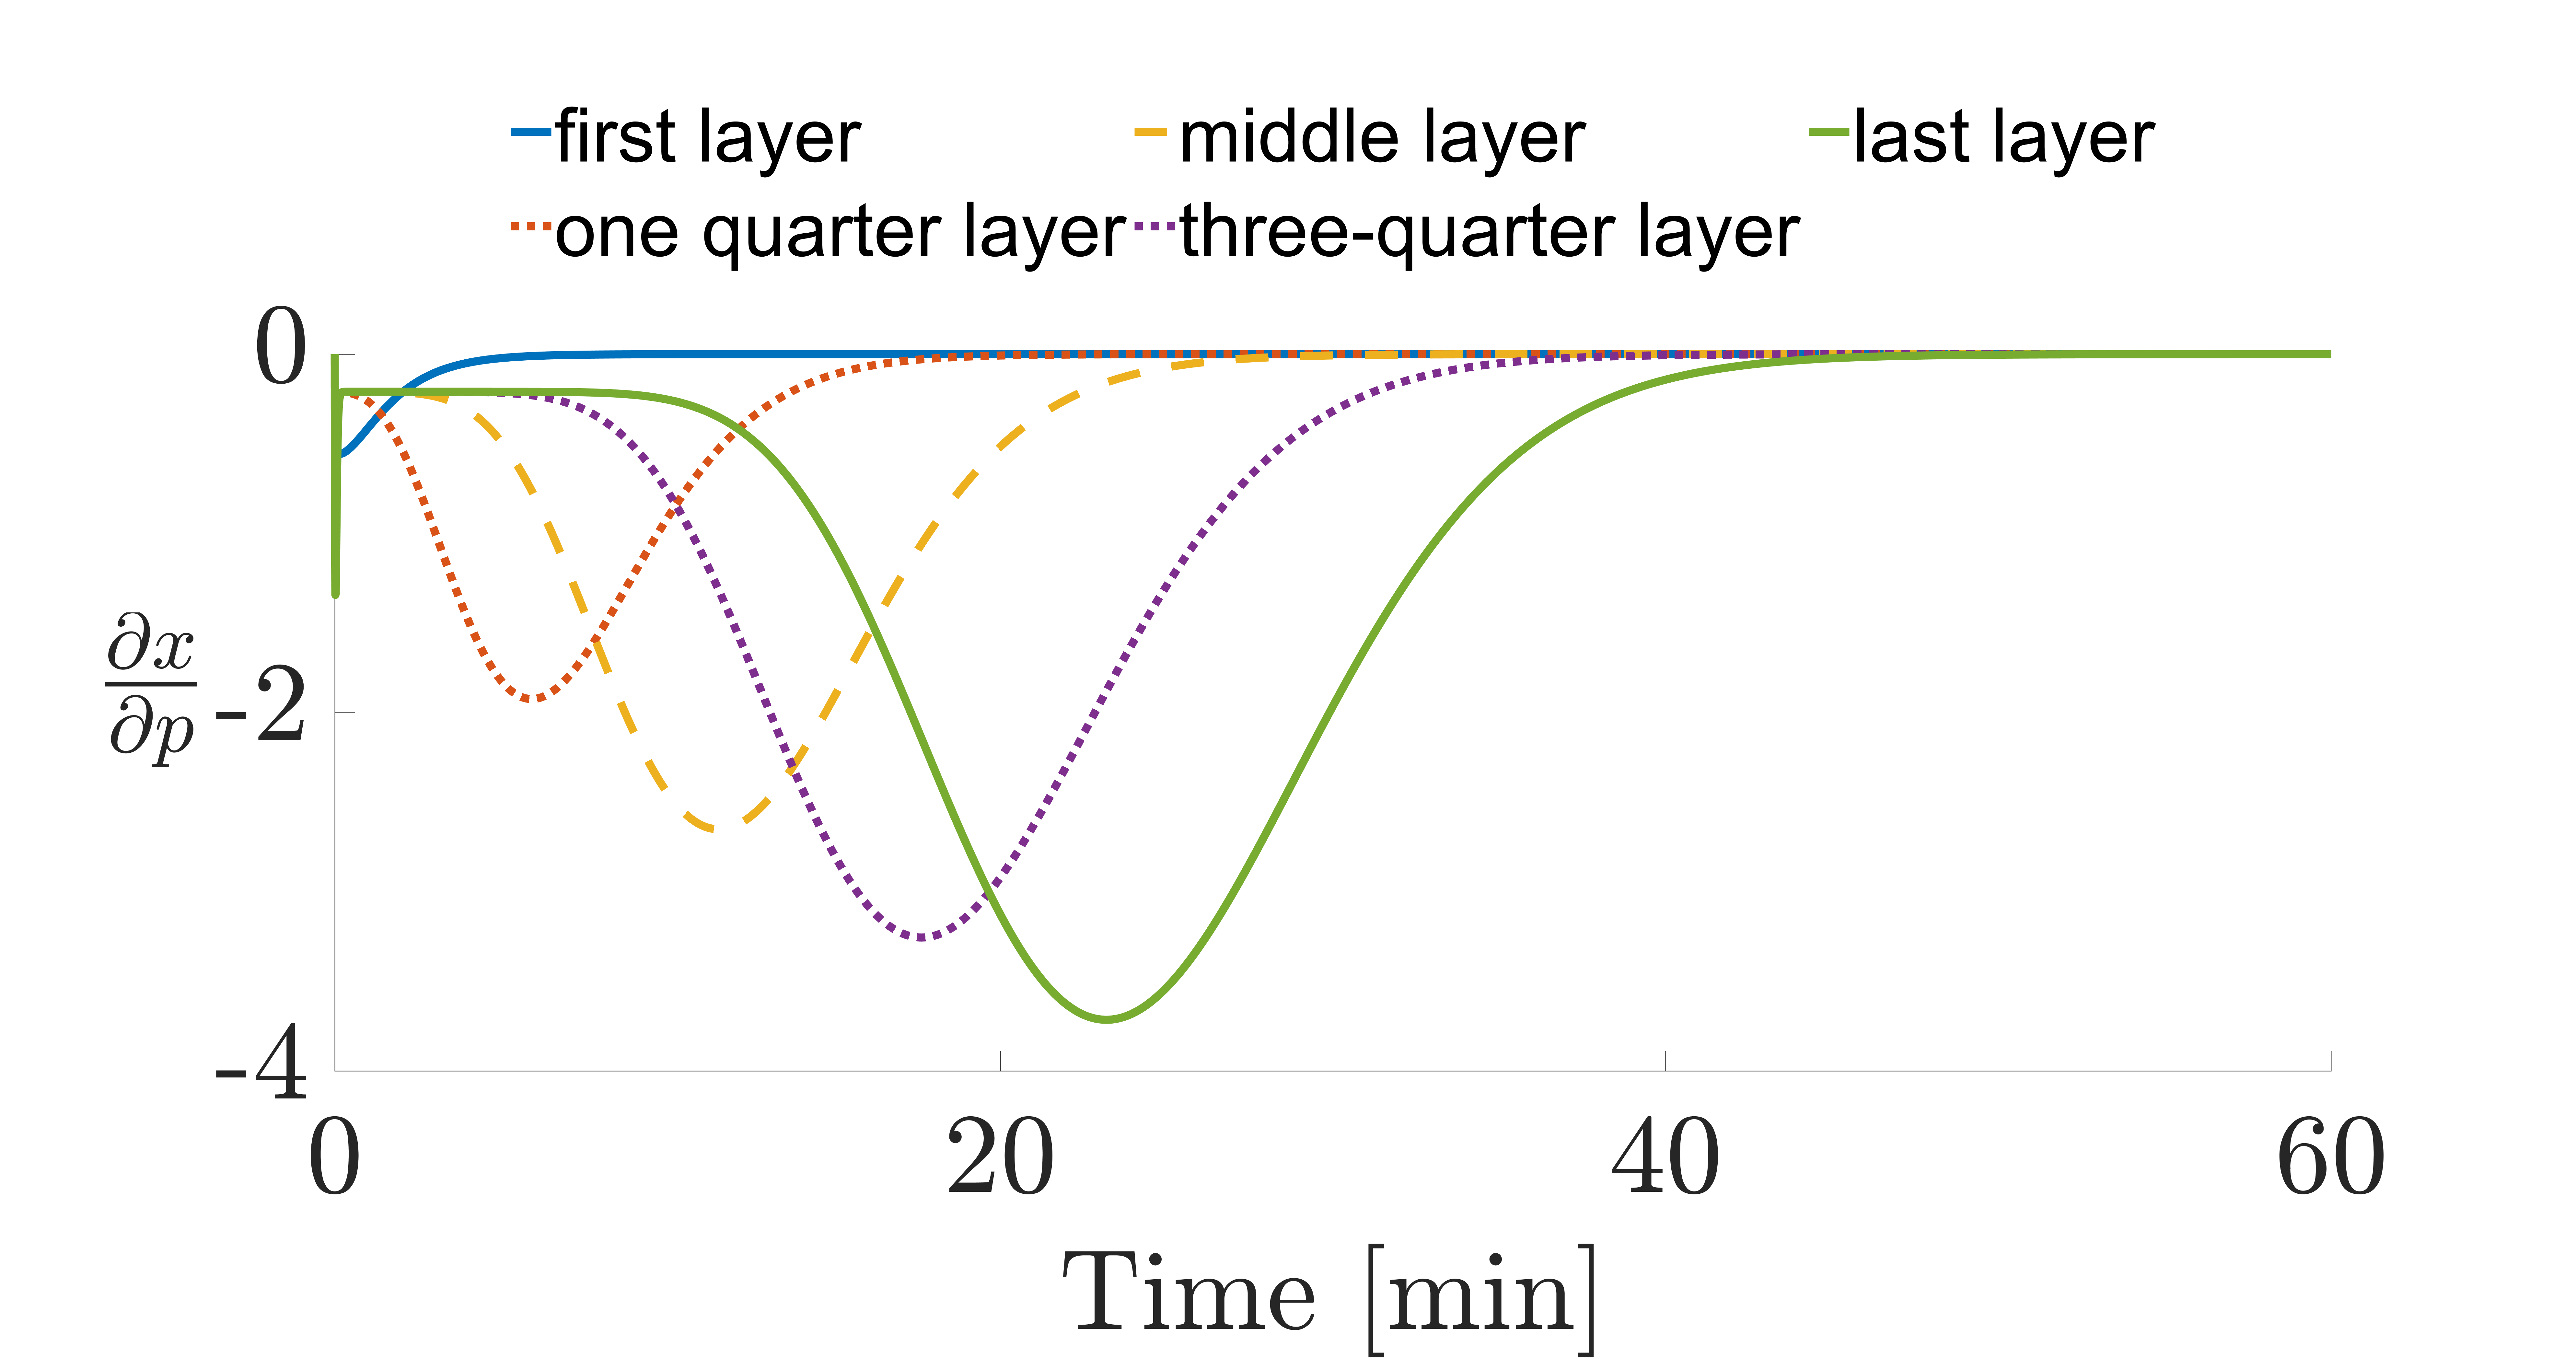 first layer
middle layer
last layer
one quarter layer
three-quarter layer
0
-2
-4
∂x
∂p
0
20
40
60
Time [min]